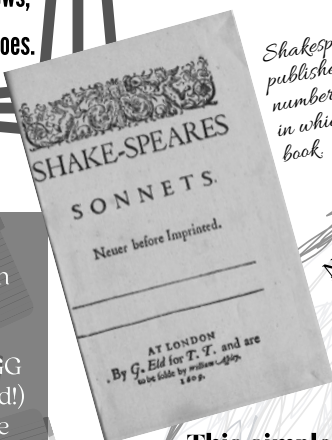 ows,
oes.
Shakesp
publishe
number
in whic
book.
SHAKE-SPEARES
SONNETS.
Neuer before Imprinted.
AT LONDON
By G. Eld for T. T. and are
to be solde by William Aspley.
1609.
n
GG
d!)
e
This simpl